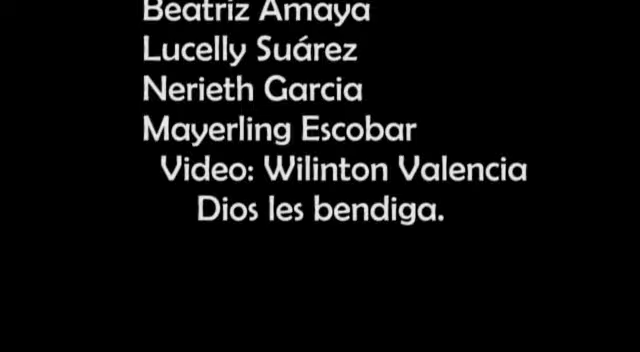 Beatriz Amaya
Lucelly Suárez
Nerieth Garcia
Mayerling Escobar
Video: Wilinton Valencia
Dios les bendiga.